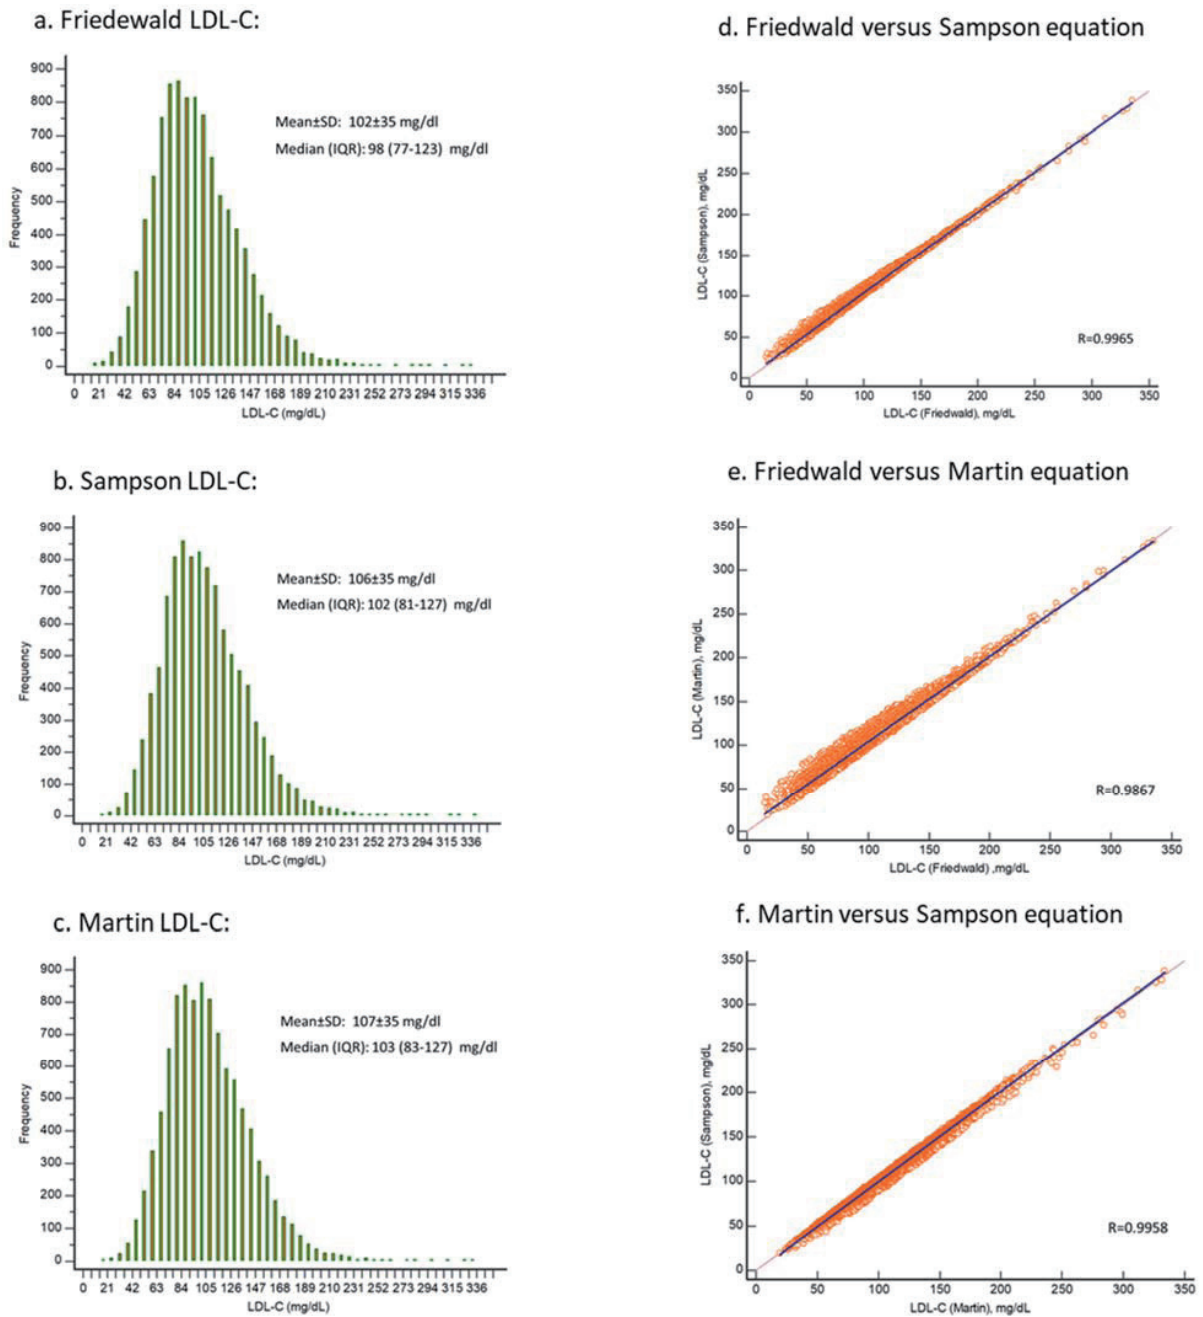 a. Friedewald LDL-C:
900
800
700
600
500
400
300
200
100
0
Frequency
Mean±SD: 102±35 mg/dl
Median (IQR): 98 (77-123) mg/dl
0 21 42 63 84 105 126 147 168 189 210 231 252 273 294 315 336
LDL-C (mg/dL)
d. Friedwald versus Sampson equation
350
300
250
200
150
100
50
0
LDL-C (Sampson), mg/dL
R=0.9965
0 50 100 150 200 250 300 350
LDL-C (Friedwald), mg/dL
b. Sampson LDL-C:
900
800
700
600
500
400
300
200
100
0
Frequency
Mean±SD: 106±35 mg/dl
Median (IQR): 102 (81-127) mg/dl
0 21 42 63 84 105 126 147 168 189 210 231 252 273 294 315 336
LDL-C (mg/dL)
e. Friedwald versus Martin equation
350
300
250
200
150
100
50
0
LDL-C (Martin), mg/dL
R=0.9867
0 50 100 150 200 250 300 350
LDL-C (Friedwald) ,mg/dL
c. Martin LDL-C:
900
800
700
600
500
400
300
200
100
0
Frequency
Mean±SD: 107±35 mg/dl
Median (IQR): 103 (83-127) mg/dl
0 21 42 63 84 105 126 147 168 189 210 231 252 273 294 315 336
LDL-C (mg/dL)
f. Martin versus Sampson equation
350
300
250
200
150
100
50
0
LDL-C (Sampson), mg/dL
R=0.9958
0 50 100 150 200 250 300 350
LDL-C (Martin), mg/dL